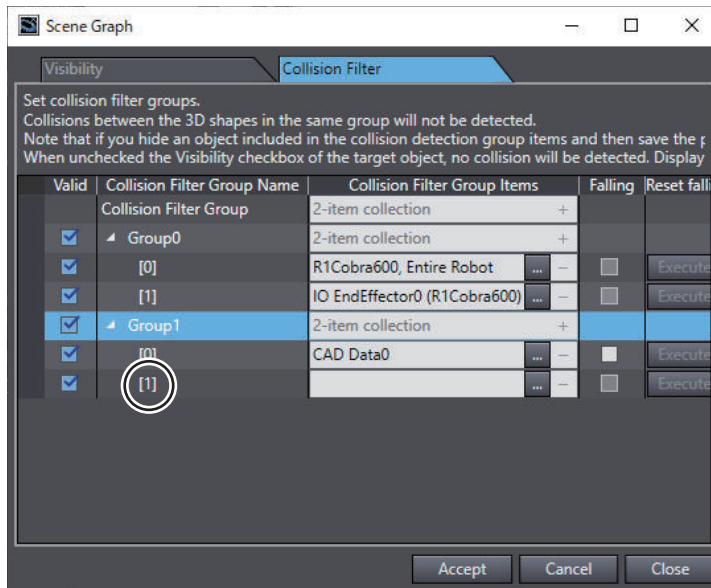 Scene Graph
Visibility
Collision Filter
Set collision filter groups.
Collisions between the 3D shapes in the same group will not be detected.
Note that if you hide an object included in the collision detection group items and then save the p
When unchecked the Visibility checkbox of the target object, no collision will be detected. Display
Valid Collision Filter Group Name Collision Filter Group Items Falling Reset falli
Collision Filter Group 2-item collection +
Group0 2-item collection +
[0] R1Cobra600, Entire Robot ... − Execute
[1] IO EndEffector0 (R1Cobra600) ... − Execute
Group1 2-item collection +
[0] CAD Data0 ... − Execute
[1] ... − Execute
Accept Cancel Close